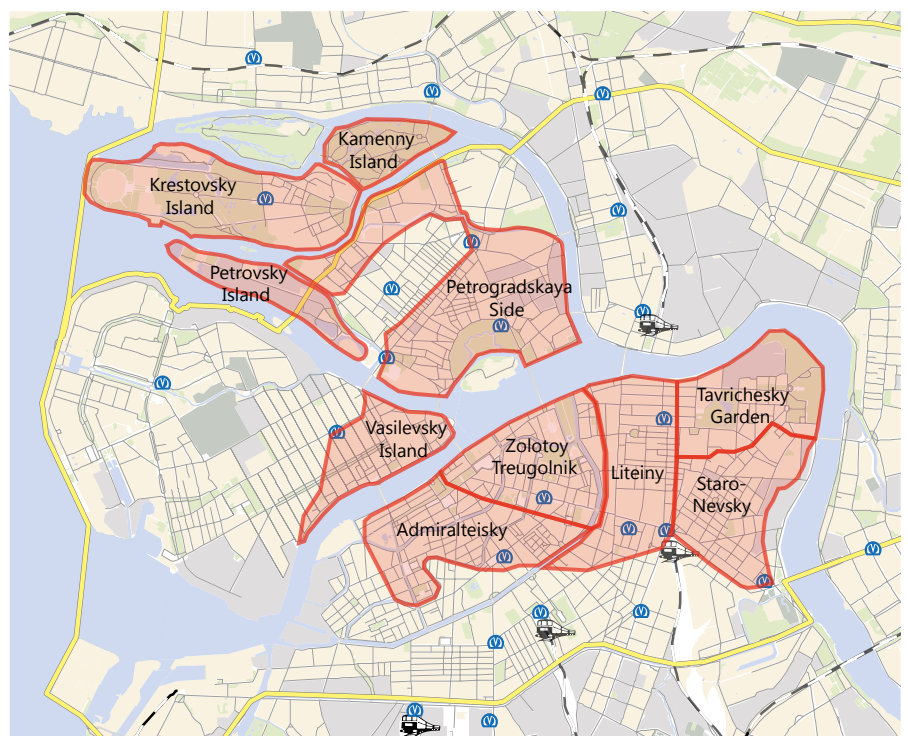 Kamenny
Island
Krestovsky
Island
Petrovsky
Island
Petrogradskaya
Side
Vasilevsky
Island
Zolotoy
Treugolnik
Liteiny
Tavrichesky
Garden
Staro-
Nevsky
Admiralteisky